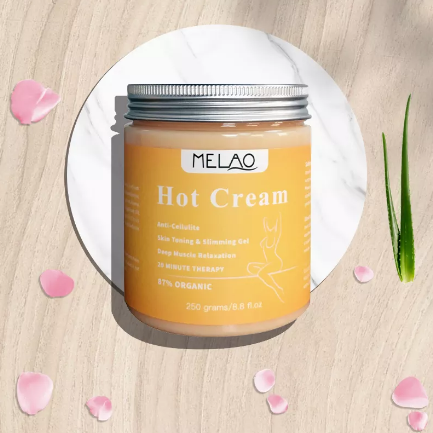 MELAO
Hot Cream
Anti-Cellulite
Skin Toning & Slimming Gel
Deep Muscle Relaxation
20 MINUTE THERAPY
87% ORGANIC
250 grams/8.8 fl.oz